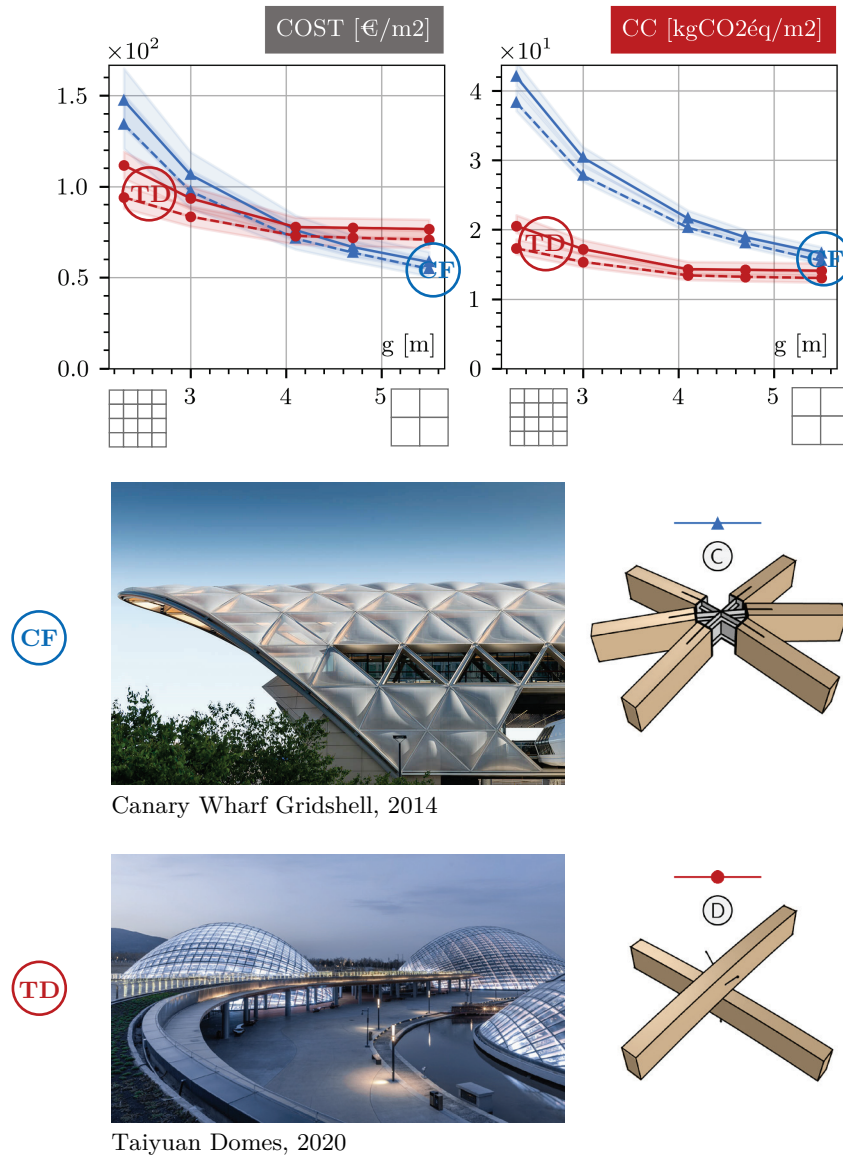 COST [€/m2]
CC [kgCO2éq/m2]
×10²
×10¹
1.5
1.0
0.5
0.0
TD
CF
g [m]
3
4
5
4
3
2
1
0
TD
CF
g [m]
3
4
5
CF
C
Canary Wharf Gridshell, 2014
TD
D
Taiyuan Domes, 2020